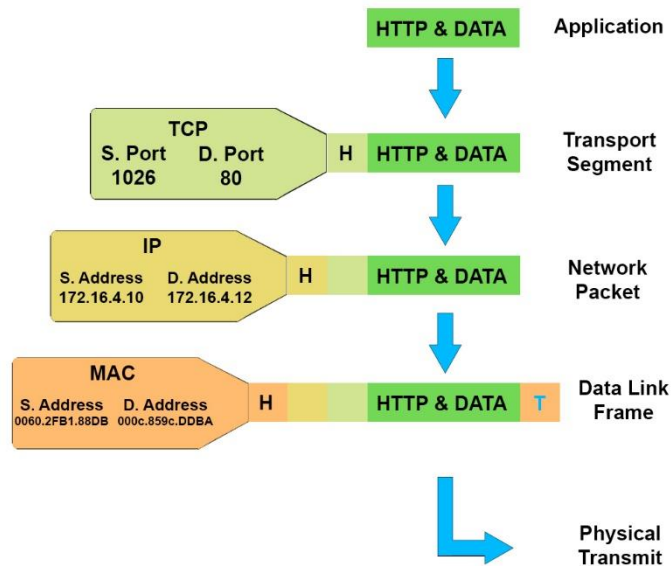 HTTP & DATA
Application
TCP
S. Port D. Port
1026 80
H
HTTP & DATA
Transport
Segment
IP
S. Address D. Address
172.16.4.10 172.16.4.12
H
HTTP & DATA
Network
Packet
MAC
S. Address D. Address
0060.2FB1.88DB 000c.859c.DDBA
H
HTTP & DATA
T
Data Link
Frame
Physical
Transmit